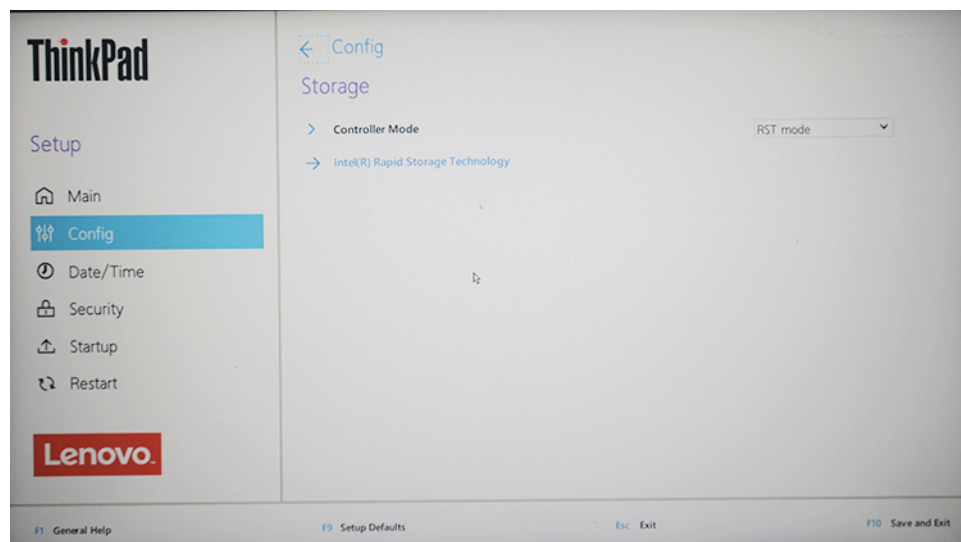 ThinkPad
Setup
Main
Config
Date/Time
Security
Startup
Restart
Lenovo.
Config
Storage
Controller Mode
RST mode
Intel(R) Rapid Storage Technology
F1 General Help
F9 Setup Defaults
Esc Exit
F10 Save and Exit